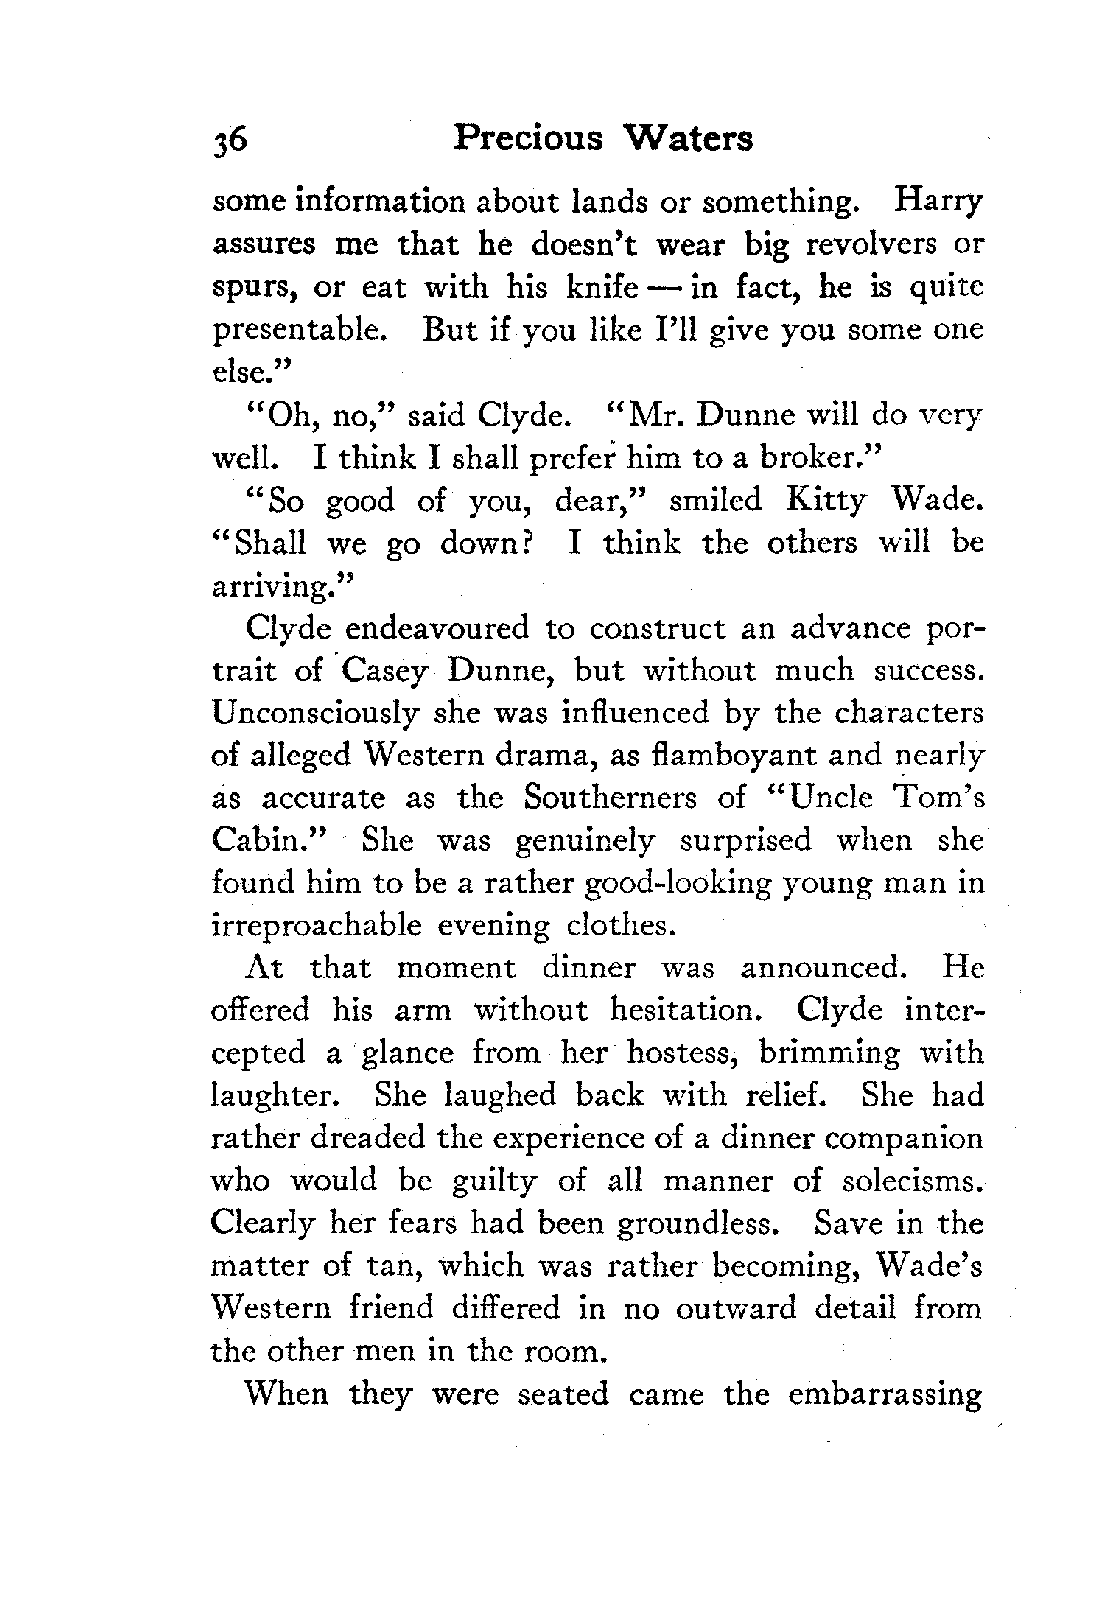 36 Precious Waters
some information about lands or something. Harry
assures me that he doesn't wear big revolvers or
spurs, or eat with his knife — in fact, he is quite
presentable. But if you like I'll give you some one
else."
"Oh, no," said Clyde. "Mr. Dunne will do very
well. I think I shall prefer him to a broker."
"So good of you, dear," smiled Kitty Wade.
"Shall we go down? I think the others will be
arriving."
Clyde endeavoured to construct an advance por-
trait of Casey Dunne, but without much success.
Unconsciously she was influenced by the characters
of alleged Western drama, as flamboyant and nearly
as accurate as the Southerners of "Uncle Tom's
Cabin." She was genuinely surprised when she
found him to be a rather good-looking young man in
irreproachable evening clothes.
At that moment dinner was announced. He
offered his arm without hesitation. Clyde inter-
cepted a glance from her hostess, brimming with
laughter. She laughed back with relief. She had
rather dreaded the experience of a dinner companion
who would be guilty of all manner of solecisms.
Clearly her fears had been groundless. Save in the
matter of tan, which was rather becoming, Wade's
Western friend differed in no outward detail from
the other men in the room.
When they were seated came the embarrassing